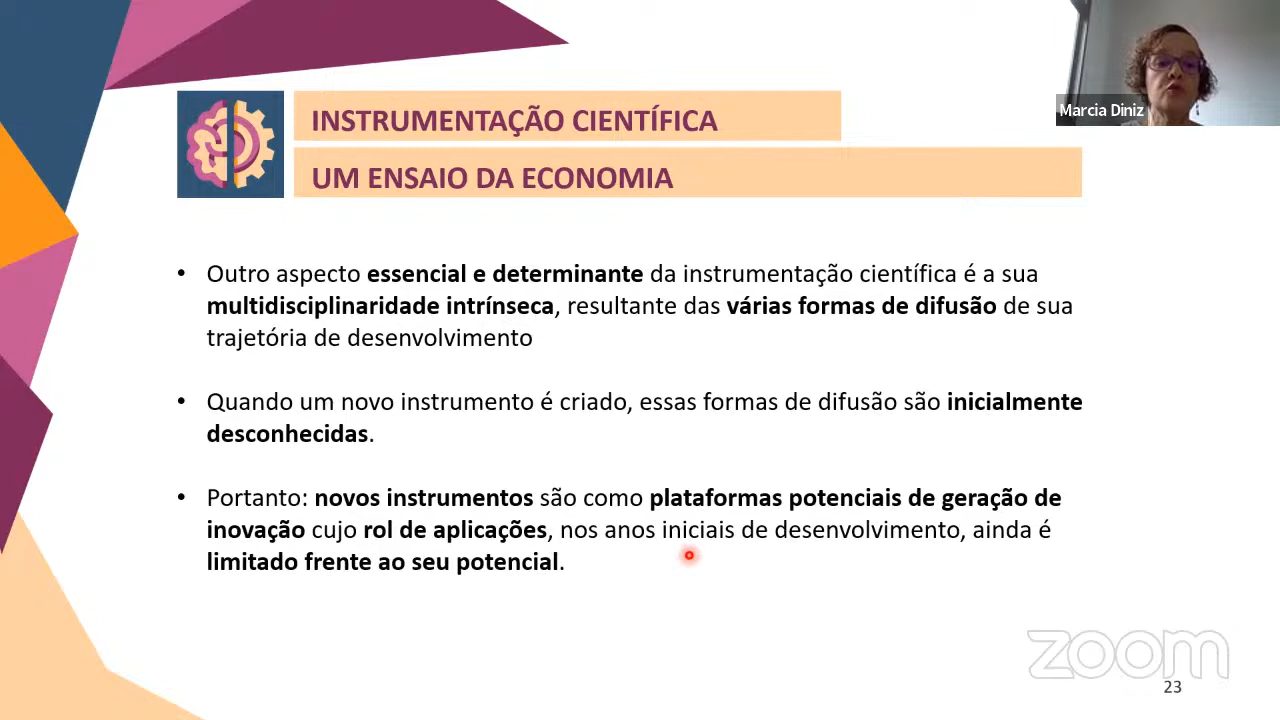 Marcia Diniz
INSTRUMENTAÇÃO CIENTÍFICA
UM ENSAIO DA ECONOMIA
• Outro aspecto essencial e determinante da instrumentação científica é a sua
multidisciplinaridade intrínseca, resultante das várias formas de difusão de sua
trajetória de desenvolvimento
• Quando um novo instrumento é criado, essas formas de difusão são inicialmente
desconhecidas.
• Portanto: novos instrumentos são como plataformas potenciais de geração de
inovação cujo rol de aplicações, nos anos iniciais de desenvolvimento, ainda é
limitado frente ao seu potencial.
zoom
23